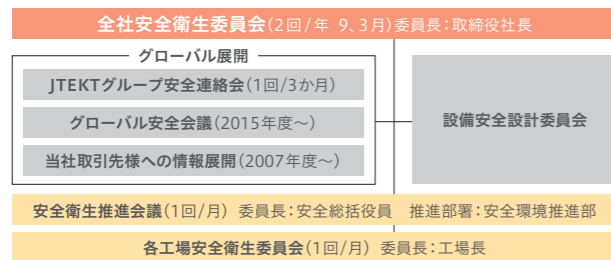 全社安全衛生委員会(2回/年 9、3月)委員長:取締役社長
グローバル展開
JTEKTグループ安全連絡会(1回/3か月)
グローバル安全会議(2015年度〜)
当社取引先様への情報展開(2007年度〜)
設備安全設計委員会
安全衛生推進会議(1回/月) 委員長:安全総括役員 推進部署:安全環境推進部
各工場安全衛生委員会(1回/月) 委員長:工場長